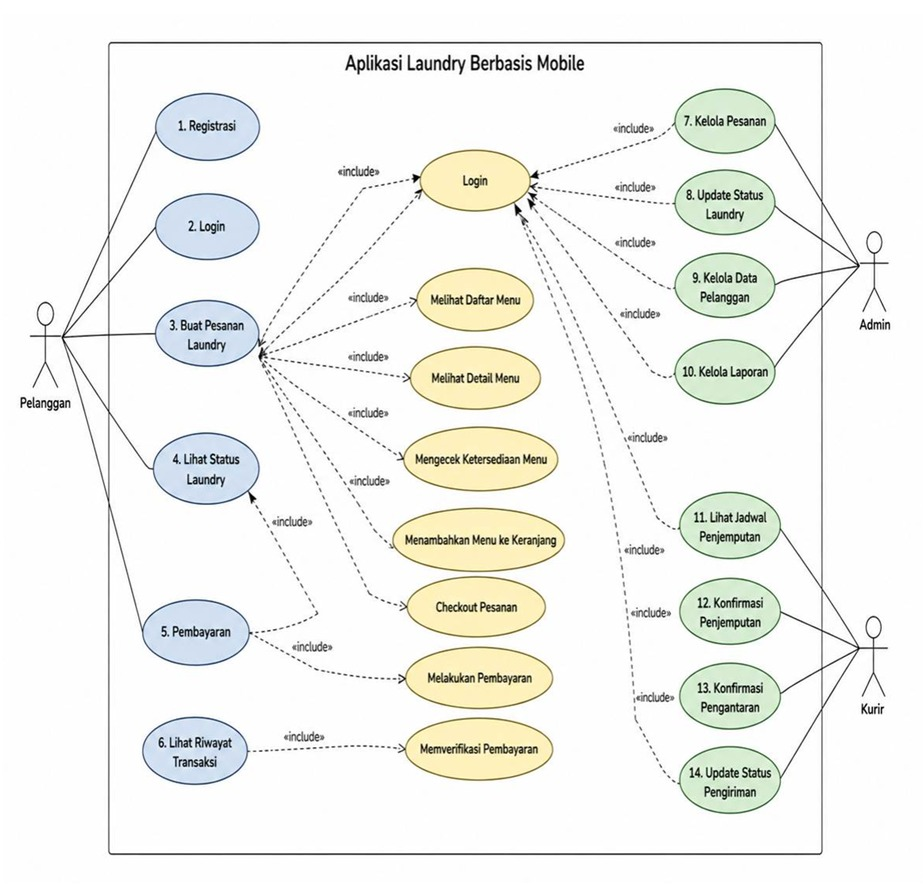 Aplikasi Laundry Berbasis Mobile
1. Registrasi
2. Login
3. Buat Pesanan
Laundry
4. Lihat Status
Laundry
5. Pembayaran
6. Lihat Riwayat
Transaksi
Pelanggan
«include»
«include»
«include»
«include»
«include»
«include»
«include»
«include»
Login
Melihat Daftar Menu
Melihat Detail Menu
Mengecek Ketersediaan Menu
Menambahkan Menu ke Keranjang
Checkout Pesanan
Melakukan Pembayaran
Memverifikasi Pembayaran
«include»
«include»
«include»
«include»
«include»
«include»
«include»
«include»
7. Kelola Pesanan
8. Update Status
Laundry
9. Kelola Data
Pelanggan
10. Kelola Laporan
11. Lihat Jadwal
Penjemputan
12. Konfirmasi
Penjemputan
13. Konfirmasi
Pengantaran
14. Update Status
Pengiriman
Admin
Kurir